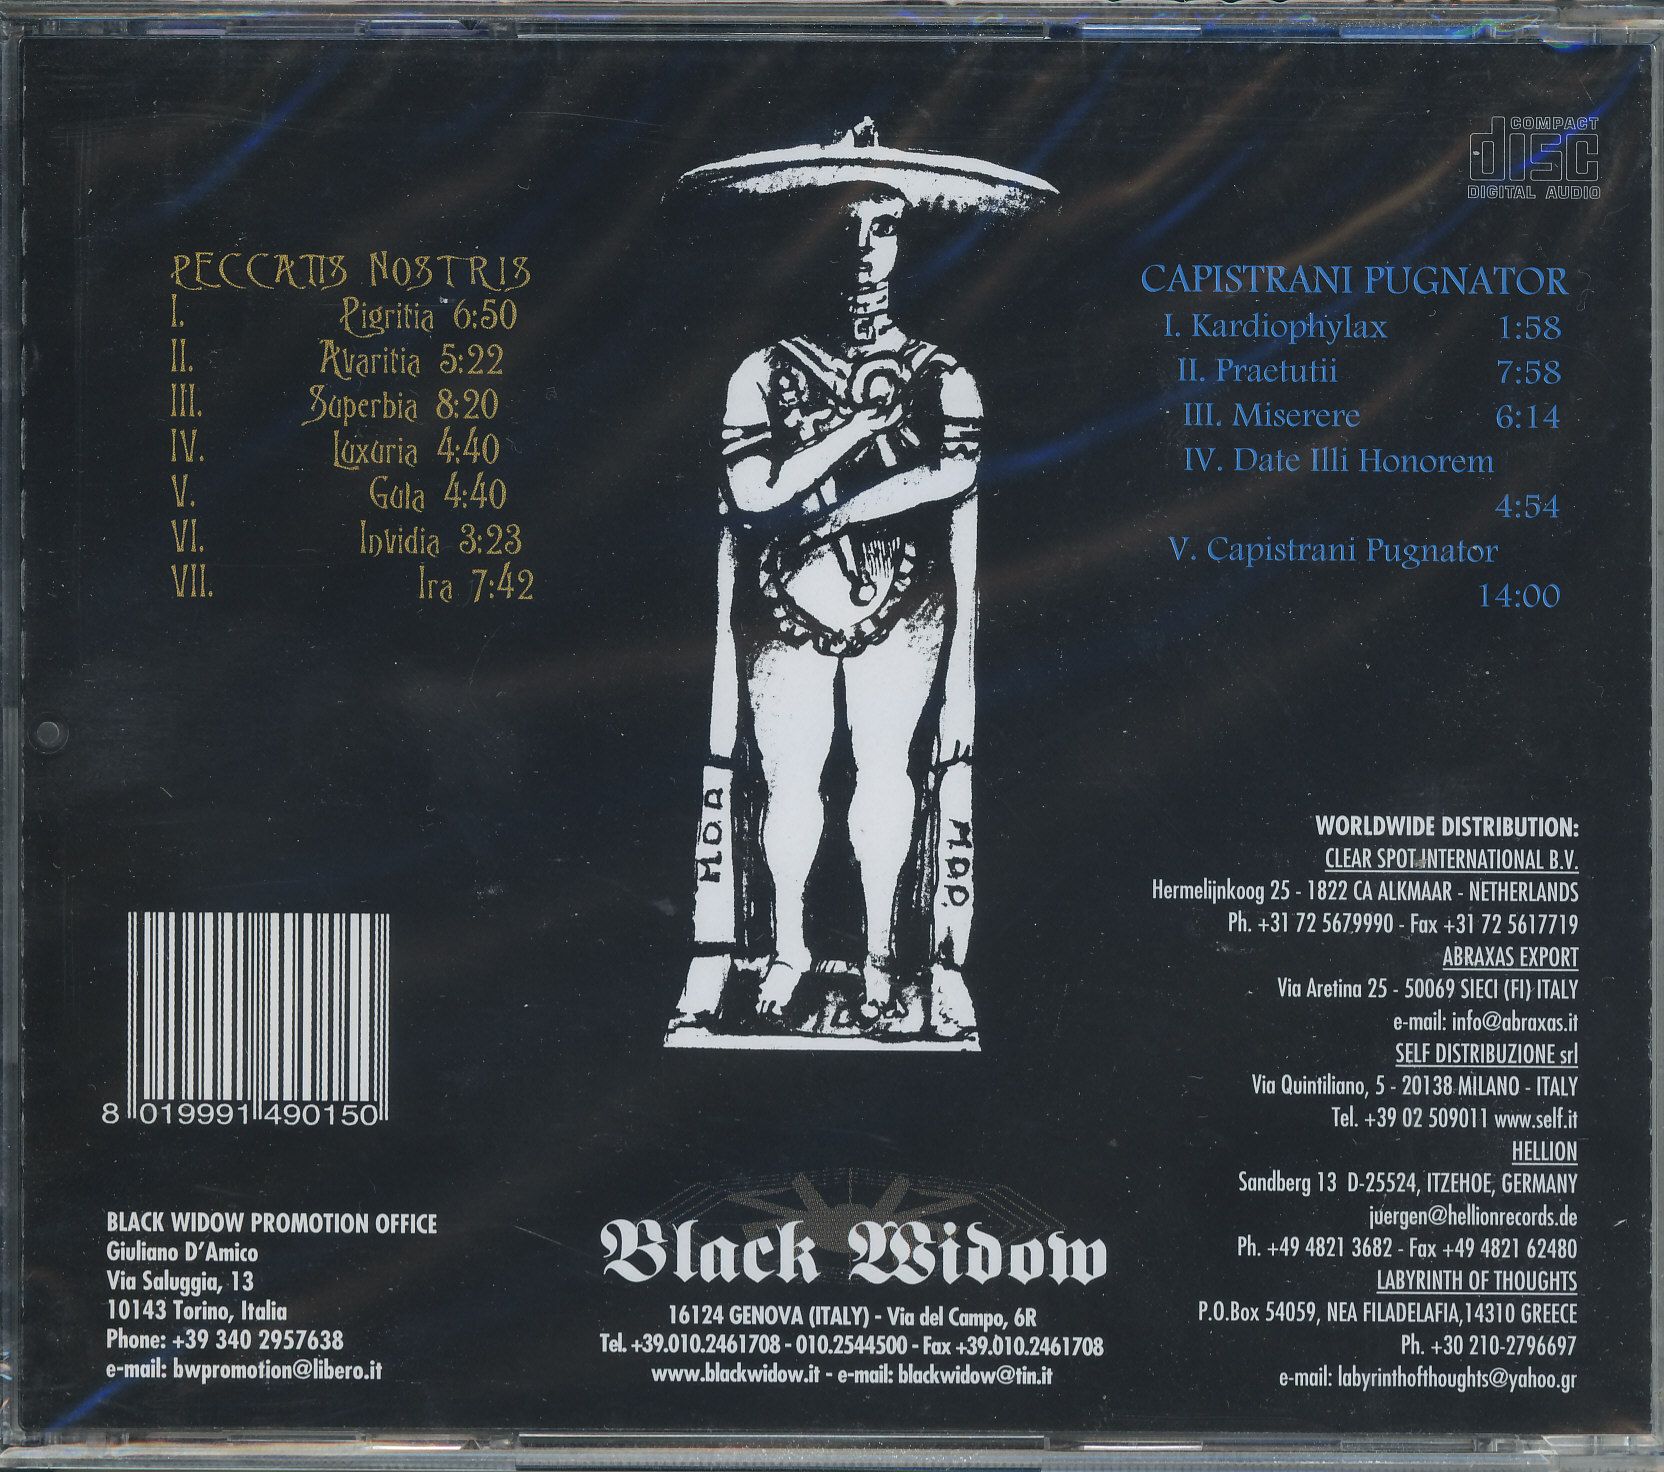 COMPACT
disc
DIGITAL AUDIO
PECCATIS NOSTRIS
I. Pigritia 6:50
II. Avaritia 5:22
III. Superbia 8:20
IV. Luxuria 4:40
V. Gula 4:40
VI. Invidia 3:23
VII. Ira 7:42
CAPISTRANI PUGNATOR
I. Kardiophylax 1:58
II. Praetutii 7:58
III. Miserere 6:14
IV. Date Illi Honorem
4:54
V. Capistrani Pugnator
14:00
8 019991 490150
BLACK WIDOW PROMOTION OFFICE
Giuliano D'Amico
Via Saluggia, 13
10143 Torino, Italia
Phone: +39 340 2957638
e-mail: bwpromotion@libero.it
Black Widow
16124 GENOVA (ITALY) - Via del Campo, 6R
Tel. +39.010.2461708 - 010.2544500 - Fax +39.010.2461708
www.blackwidow.it - e-mail: blackwidow@tin.it
WORLDWIDE DISTRIBUTION:
CLEAR SPOT INTERNATIONAL B.V.
Hermelijnkoog 25 - 1822 CA ALKMAAR - NETHERLANDS
Ph. +31 72 5679990 - Fax +31 72 5617719
ABRAXAS EXPORT
Via Aretina 25 - 50069 SIECI (FI) ITALY
e-mail: info@abraxas.it
SELF DISTRIBUZIONE srl
Via Quintiliano, 5 - 20138 MILANO - ITALY
Tel. +39 02 509011 www.self.it
HELLION
Sandberg 13 D-25524, ITZEHOE, GERMANY
juergen@hellionrecords.de
Ph. +49 4821 3682 - Fax +49 4821 62480
LABYRINTH OF THOUGHTS
P.O.Box 54059, NEA FILADELAFIA,14310 GREECE
Ph. +30 210-2796697
e-mail: labyrinthofthoughts@yahoo.gr